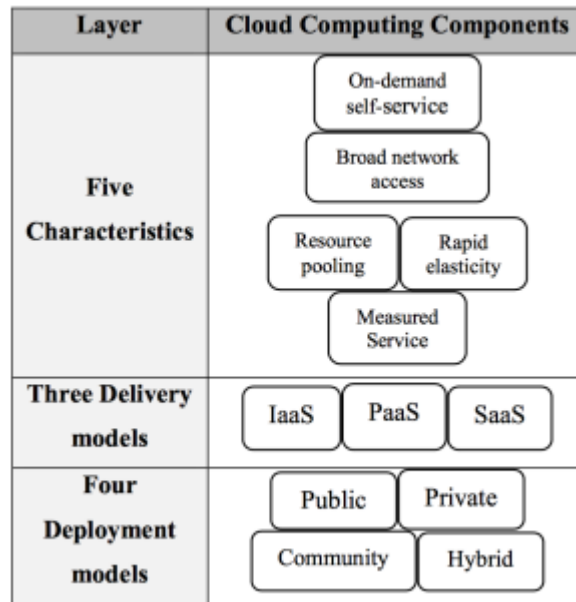 Layer
Cloud Computing Components
Five
Characteristics
On-demand
self-service
Broad network
access
Resource
pooling
Rapid
elasticity
Measured
Service
Three Delivery
models
IaaS
PaaS
SaaS
Four
Deployment
models
Public
Private
Community
Hybrid